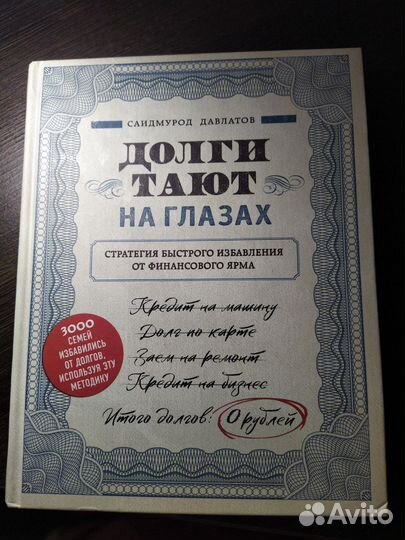 САИДМУРОД ДАВЛАТОВ
ДОЛГИ
ТАЮТ
НА ГЛАЗАХ
СТРАТЕГИЯ БЫСТРОГО ИЗБАВЛЕНИЯ
ОТ ФИНАНСОВОГО ЯРМА
Кредит на машину
Долг по карте
Заем на ремонт
Кредит на бизнес
Итого долгов: 0 рублей
3000
СЕМЕЙ
ИЗБАВИЛИСЬ
ОТ ДОЛГОВ,
ИСПОЛЬЗУЯ ЭТУ
МЕТОДИКУ
Avito